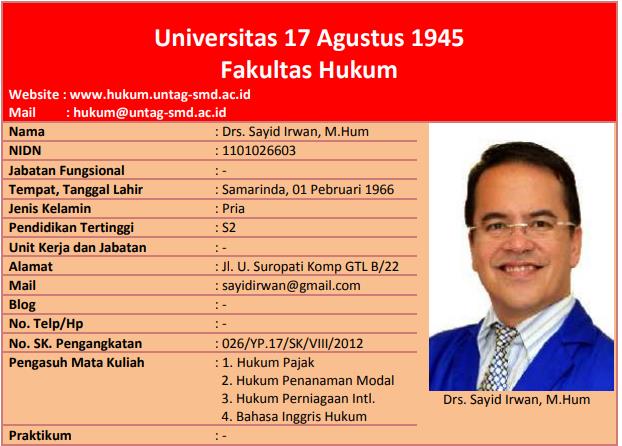 Universitas 17 Agustus 1945
Fakultas Hukum
Website : www.hukum.untag-smd.ac.id
Mail : hukum@untag-smd.ac.id
Nama : Drs. Sayid Irwan, M.Hum
NIDN : 1101026603
Jabatan Fungsional : -
Tempat, Tanggal Lahir : Samarinda, 01 Pebruari 1966
Jenis Kelamin : Pria
Pendidikan Tertinggi : S2
Unit Kerja dan Jabatan : -
Alamat : Jl. U. Suropati Komp GTL B/22
Mail : sayidirwan@gmail.com
Blog : -
No. Telp/Hp : -
No. SK. Pengangkatan : 026/YP.17/SK/VIII/2012
Pengasuh Mata Kuliah : 1. Hukum Pajak
2. Hukum Penanaman Modal
3. Hukum Perniagaan Intl.
4. Bahasa Inggris Hukum
Praktikum : -
Drs. Sayid Irwan, M.Hum